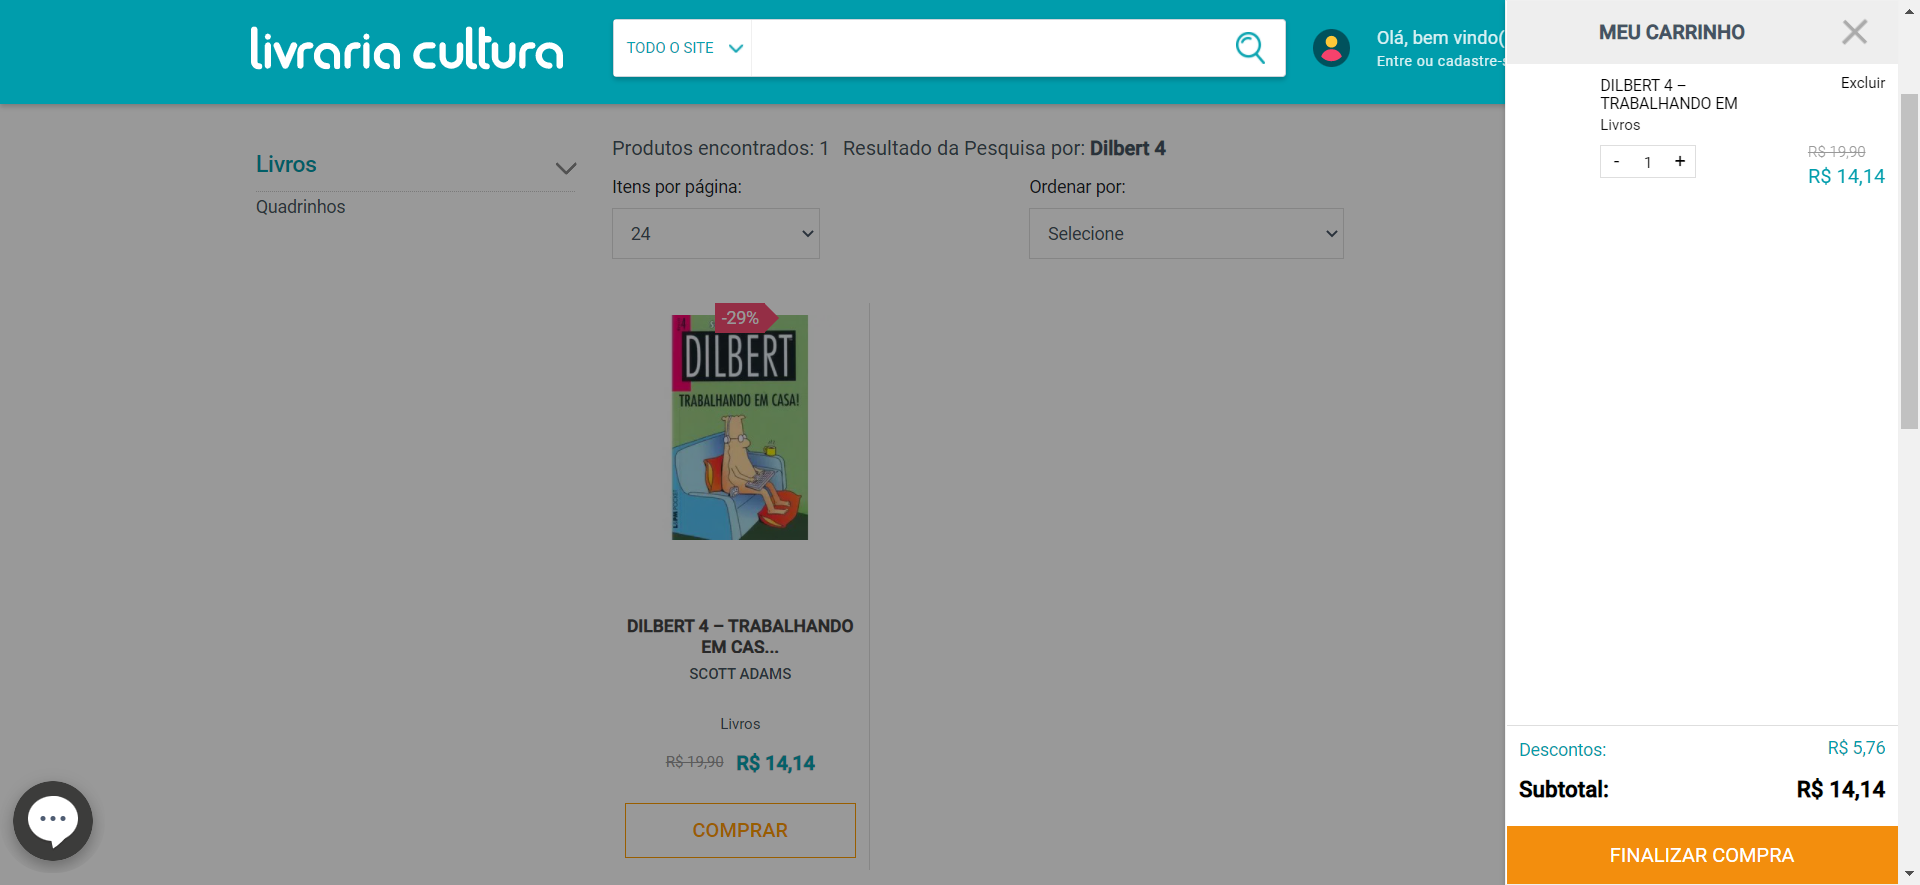 livraria cultura
TODO O SITE
Olá, bem vindo(
Entre ou cadastre-s
Livros
Quadrinhos
Produtos encontrados: 1 Resultado da Pesquisa por: Dilbert 4
Itens por página:
24
Ordenar por:
Selecione
-29%
DILBERT
TRABALHANDO EM CASA!
DILBERT 4 – TRABALHANDO
EM CAS...
SCOTT ADAMS
Livros
R$ 19,90 R$ 14,14
COMPRAR
MEU CARRINHO
DILBERT 4 –
TRABALHANDO EM
Excluir
Livros
- 1 +
R$ 19,90
R$ 14,14
Descontos: R$ 5,76
Subtotal: R$ 14,14
FINALIZAR COMPRA